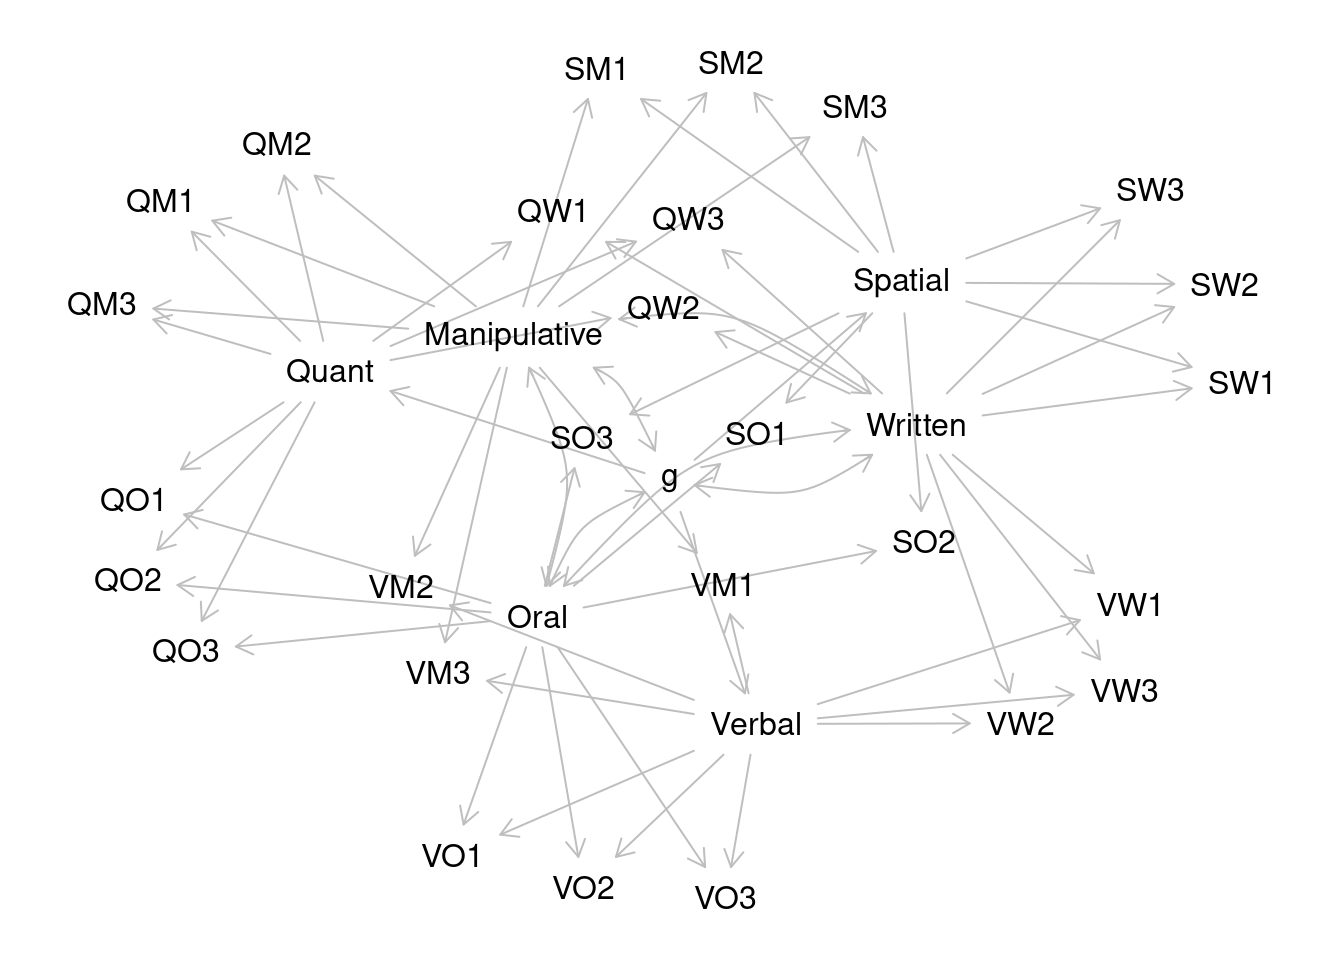 SM1
SM2
SM3
QM2
QM1
SW3
QW1
QW3
Spatial
SW2
QM3
QW2
Manipulative
Quant
SW1
Written
SO3
SO1
g
QO1
SO2
QO2
VM2
VM1
VW1
Oral
QO3
VM3
VW3
Verbal
VW2
VO1
VO2
VO3